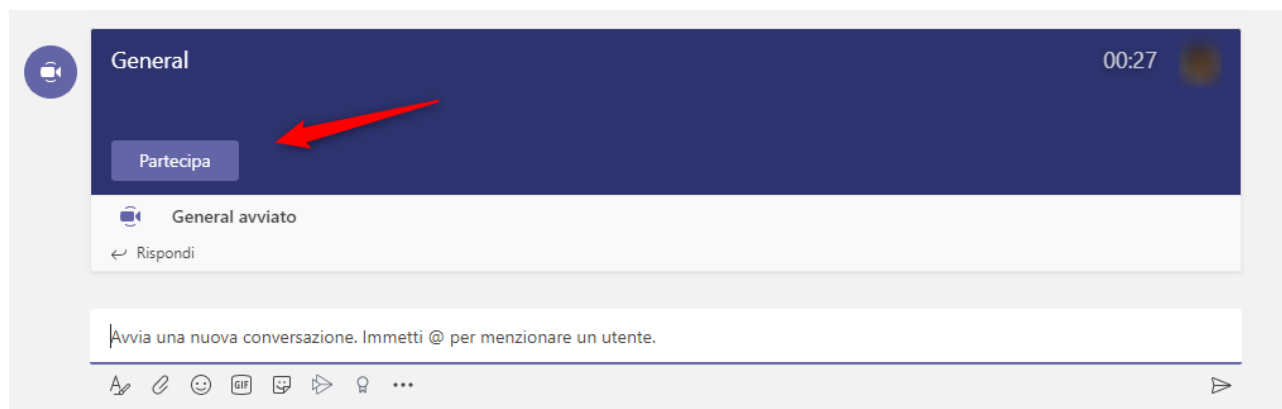 General
00:27
Partecipa
General avviato
Rispondi
Avvia una nuova conversazione. Immetti @ per menzionare un utente.
GIF